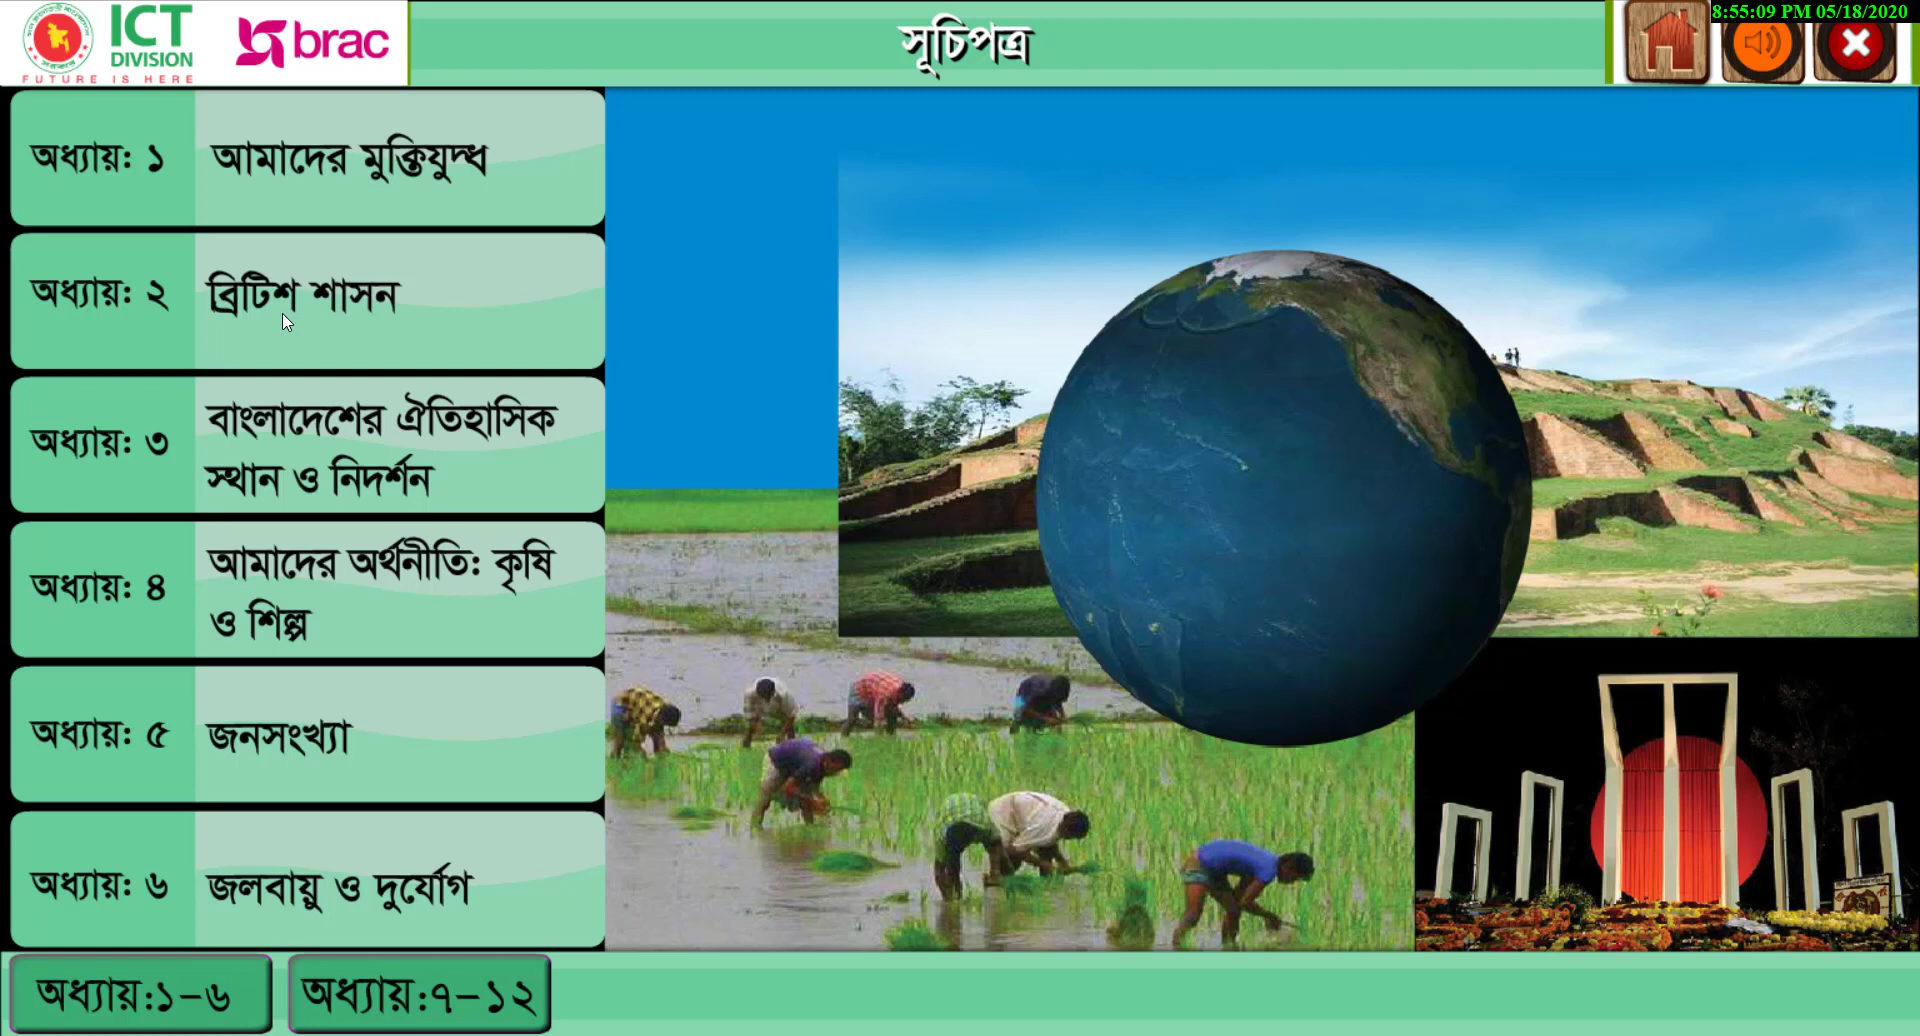 ICT
DIVISION
FUTURE IS HERE
brac
সূচিপত্র
8:55:09 PM 05/18/2020
অধ্যায়: ১ আমাদের মুক্তিযুদ্ধ
অধ্যায়: ২ ব্রিটিশ শাসন
অধ্যায়: ৩ বাংলাদেশের ঐতিহাসিক
স্থান ও নিদর্শন
অধ্যায়: ৪ আমাদের অর্থনীতি: কৃষি
ও শিল্প
অধ্যায়: ৫ জনসংখ্যা
অধ্যায়: ৬ জলবায়ু ও দুর্যোগ
অধ্যায়:১-৬
অধ্যায়:৭-১২